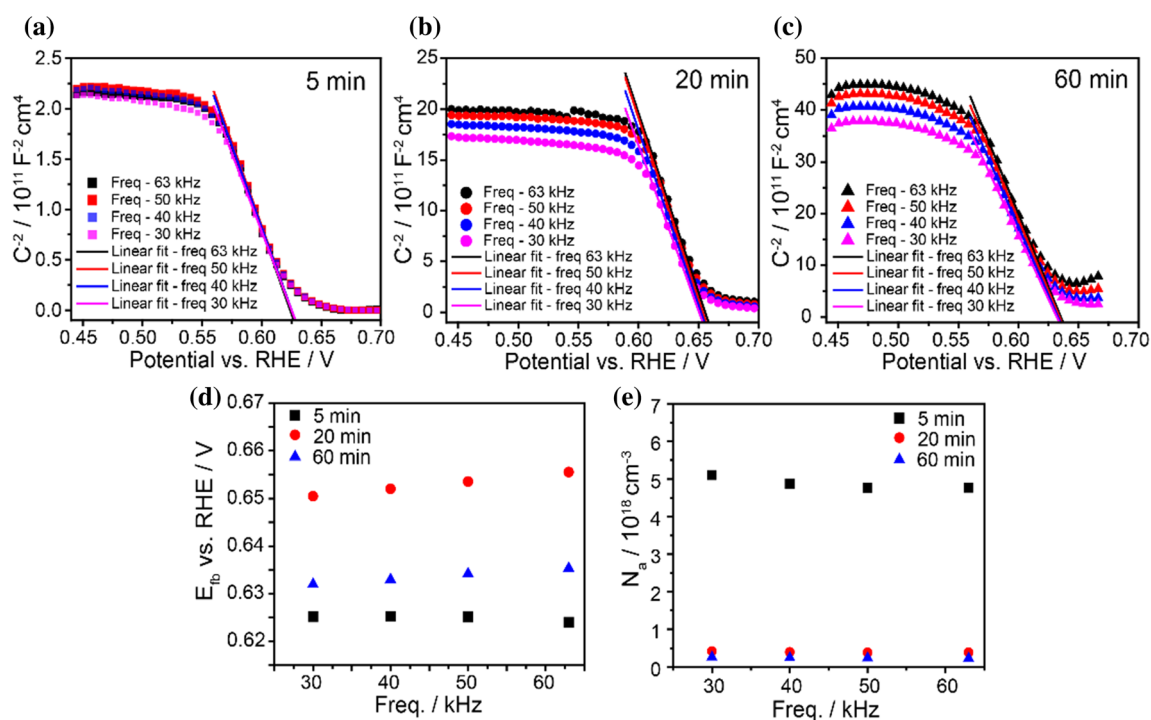 (a)
5 min
C⁻² / 10¹¹ F⁻² cm⁴
2.5
2.0
1.5
1.0
0.5
0.0
Freq - 63 kHz
Freq - 50 kHz
Freq - 40 kHz
Freq - 30 kHz
Linear fit - freq 63 kHz
Linear fit - freq 50 kHz
Linear fit - freq 40 kHz
Linear fit - freq 30 kHz
0.45 0.50 0.55 0.60 0.65 0.70
Potential vs. RHE / V
(b)
20 min
C⁻² / 10¹¹ F⁻² cm⁴
25
20
15
10
5
0
Freq - 63 kHz
Freq - 50 kHz
Freq - 40 kHz
Freq - 30 kHz
Linear fit - freq 63
Linear fit - freq 50
Linear fit - freq 40
Linear fit - freq 30
0.45 0.50 0.55 0.60 0.65 0.70
Potential vs. RHE / V
(c)
60 min
C⁻² / 10¹¹ F⁻² cm⁴
50
40
30
20
10
0
Freq - 63 kHz
Freq - 50 kHz
Freq - 40 kHz
Freq - 30 kHz
Linear fit - freq 63 kHz
Linear fit - freq 50 kHz
Linear fit - freq 40 kHz
Linear fit - freq 30 kHz
0.45 0.50 0.55 0.60 0.65 0.70
Potential vs. RHE / V
(d)
E_fb vs. RHE / V
0.67
0.66
0.65
0.64
0.63
0.62
5 min
20 min
60 min
30 40 50 60
Freq. / kHz
(e)
N_a / 10¹⁸ cm⁻³
7
6
5
4
3
2
1
0
5 min
20 min
60 min
30 40 50 60
Freq. / kHz